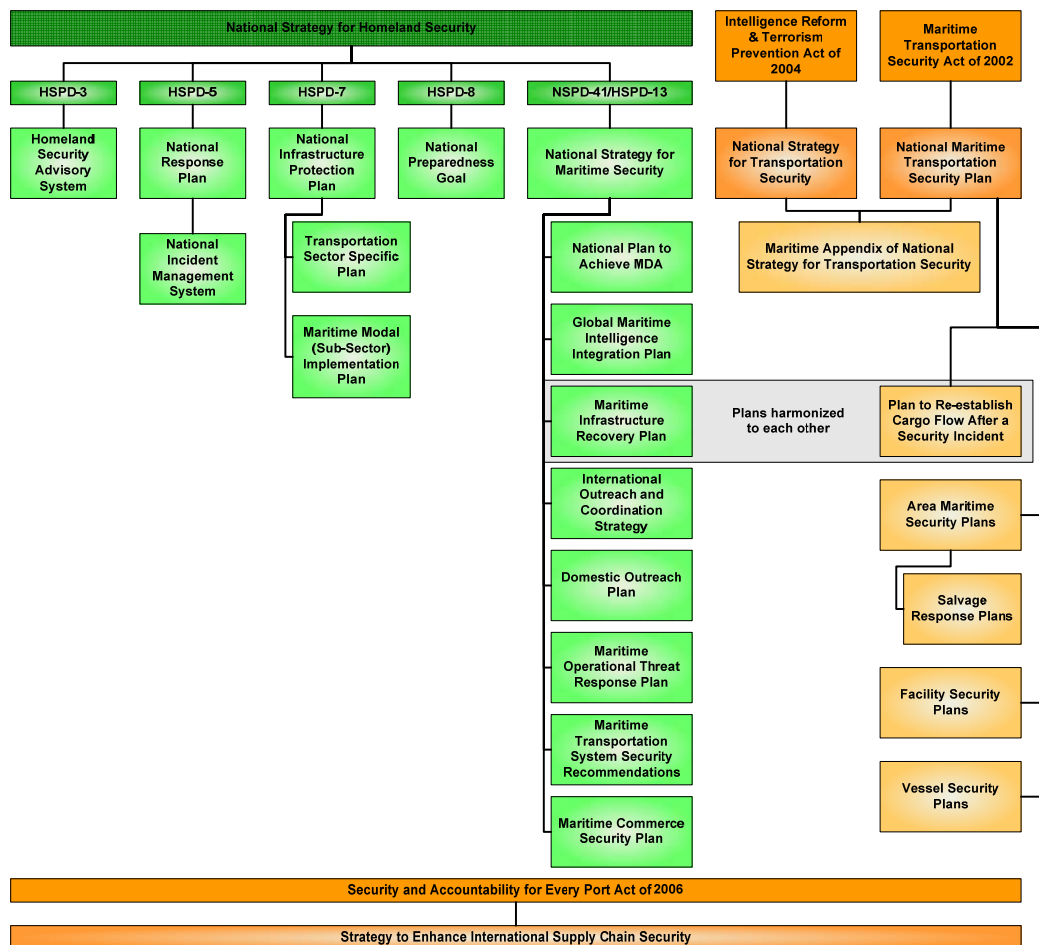 National Strategy for Homeland Security
Intelligence Reform
& Terrorism
Prevention Act of
2004
Maritime
Transportation
Security Act of
of 2002
HSPD-3
HSPD-5
HSPD-7
HSPD-8
NSPD-41/HSPD-13
Homeland
Security
Advisory
System
National
Response
Plan
National
Infrastructure
Protection
Plan
National
Preparedness
Goal
National Strategy for
Maritime Security
National Strategy
for Transportation
Security
National Maritime
Transportation
Security Plan
National
Incident
Management
System
Transportation
Sector Specific
Plan
Maritime Modal
(Sub-Sector)
Implementation
Plan
National Plan to
Achieve MDA
Maritime Appendix of National
Strategy for Transportation Security
Global Maritime
Intelligence
Integration Plan
Maritime
Infrastructure
Recovery Plan
Plans harmonized
to each other
Plan to Re-establish
Cargo Flow After a
Security Incident
International
Outreach and
Coordination
Strategy
Area Maritime
Security Plans
Domestic Outreach
Plan
Salvage
Response Plans
Maritime
Operational Threat
Response Plan
Facility Security
Plans
Maritime
Transportation
System Security
Recommendations
Vessel Security
Plans
Maritime Commerce
Security Plan
Security and Accountability for Every Port Act of 2006
Strategy to Enhance International Supply Chain Security